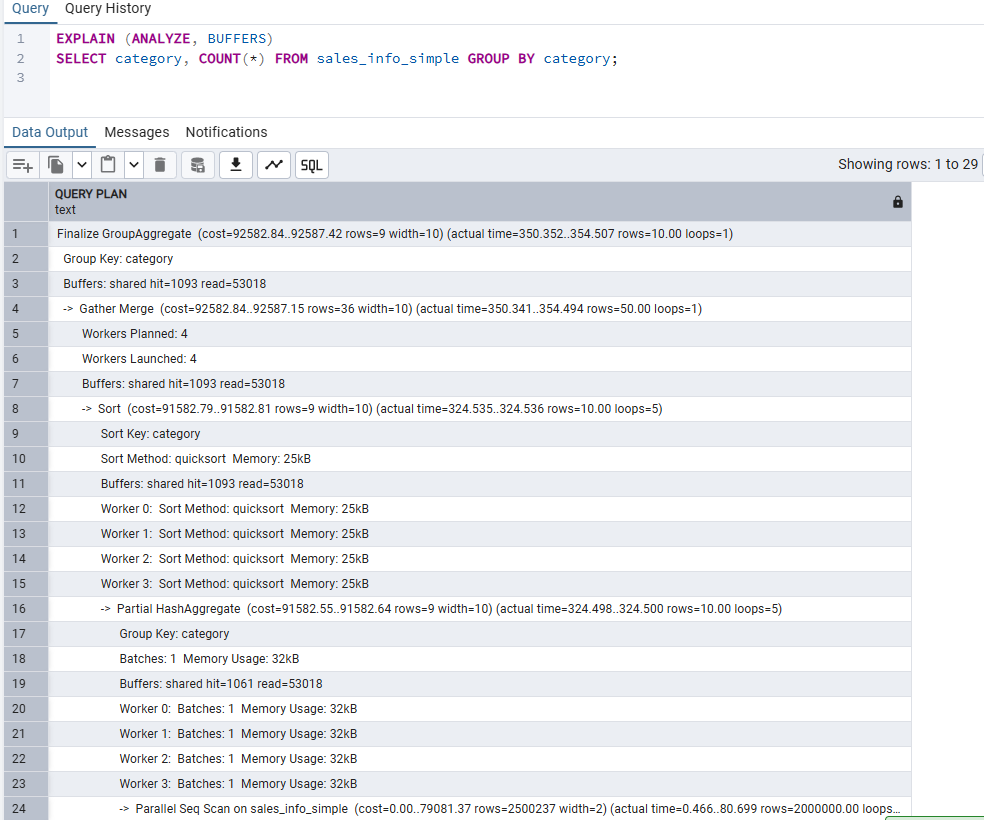 Query Query History
1 EXPLAIN (ANALYZE, BUFFERS)
2 SELECT category, COUNT(*) FROM sales_info_simple GROUP BY category;
3
Data Output Messages Notifications
SQL Showing rows: 1 to 29
QUERY PLAN
text
1 Finalize GroupAggregate (cost=92582.84..92587.42 rows=9 width=10) (actual time=350.352..354.507 rows=10.00 loops=1)
2 Group Key: category
3 Buffers: shared hit=1093 read=53018
4 -> Gather Merge (cost=92582.84..92587.15 rows=36 width=10) (actual time=350.341..354.494 rows=50.00 loops=1)
5 Workers Planned: 4
6 Workers Launched: 4
7 Buffers: shared hit=1093 read=53018
8 -> Sort (cost=91582.79..91582.81 rows=9 width=10) (actual time=324.535..324.536 rows=10.00 loops=5)
9 Sort Key: category
10 Sort Method: quicksort Memory: 25kB
11 Buffers: shared hit=1093 read=53018
12 Worker 0: Sort Method: quicksort Memory: 25kB
13 Worker 1: Sort Method: quicksort Memory: 25kB
14 Worker 2: Sort Method: quicksort Memory: 25kB
15 Worker 3: Sort Method: quicksort Memory: 25kB
16 -> Partial HashAggregate (cost=91582.55..91582.64 rows=9 width=10) (actual time=324.498..324.500 rows=10.00 loops=5)
17 Group Key: category
18 Batches: 1 Memory Usage: 32kB
19 Buffers: shared hit=1061 read=53018
20 Worker 0: Batches: 1 Memory Usage: 32kB
21 Worker 1: Batches: 1 Memory Usage: 32kB
22 Worker 2: Batches: 1 Memory Usage: 32kB
23 Worker 3: Batches: 1 Memory Usage: 32kB
24 -> Parallel Seq Scan on sales_info_simple (cost=0.00..79081.37 rows=2500237 width=2) (actual time=0.466..80.699 rows=2000000.00 loops...